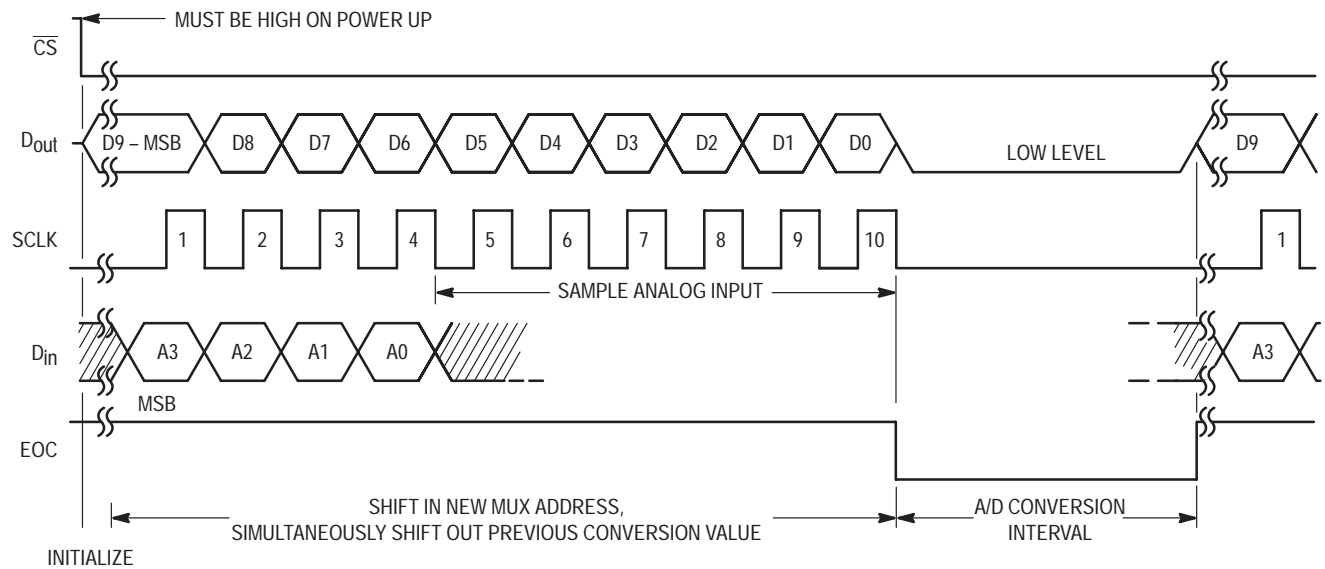 MUST BE HIGH ON POWER UP
CS
Dout
D9 – MSB D8 D7 D6 D5 D4 D3 D2 D1 D0 LOW LEVEL D9
SCLK
1 2 3 4 5 6 7 8 9 10 1
SAMPLE ANALOG INPUT
Din
A3 A2 A1 A0 A3
MSB
EOC
SHIFT IN NEW MUX ADDRESS,
SIMULTANEOUSLY SHIFT OUT PREVIOUS CONVERSION VALUE
A/D CONVERSION
INTERVAL
INITIALIZE